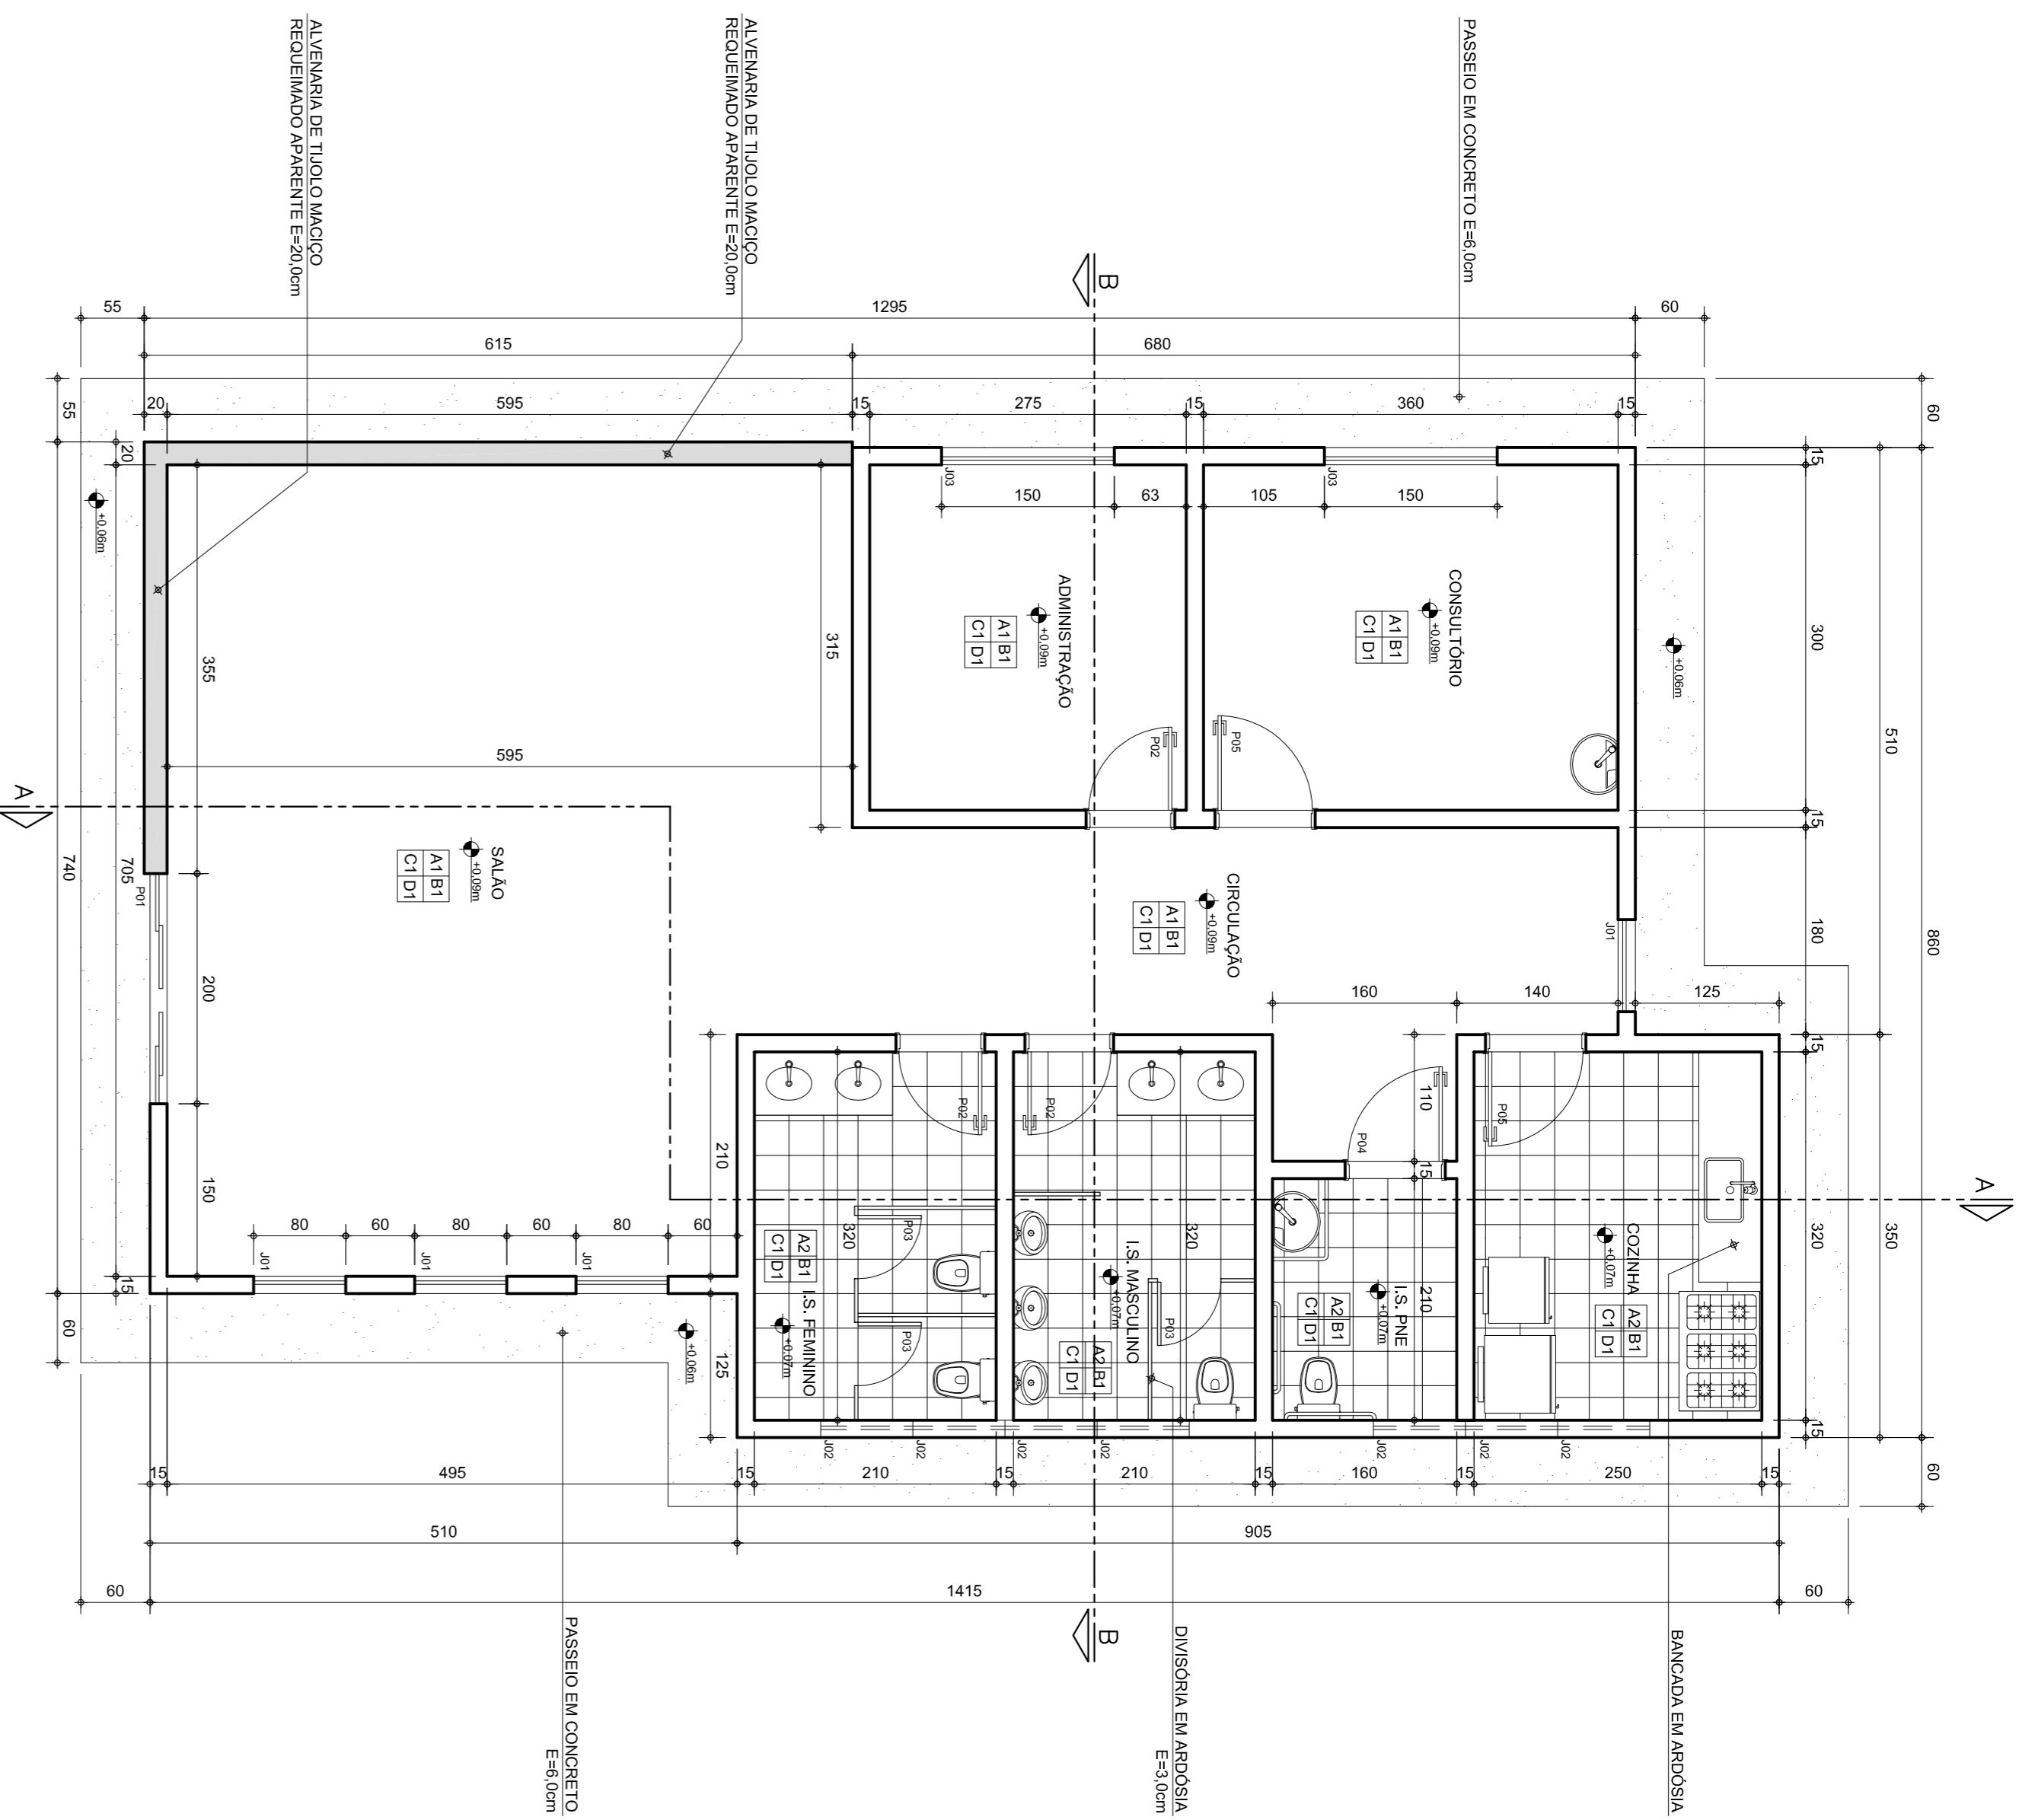 PASSEIO EM CONCRETO E=6,0cm
ALVENARIA DE TIJOLO MACIÇO
REQUEIMADO APARENTE E=20,0cm
ALVENARIA DE TIJOLO MACIÇO
REQUEIMADO APARENTE E=20,0cm
B
55
1295
60
615
680
20
595
15
275
15
360
15
55
60
20
15
J03
J03
150
63
105
150
+0,06m
CONSULTÓRIO
+0,09m
A1 B1
C1 D1
ADMINISTRAÇÃO
+0,09m
A1 B1
C1 D1
+0,06m
300
510
355
315
P02
P05
595
15
A
740
705
P01
SALÃO
+0,09m
A1 B1
C1 D1
CIRCULAÇÃO
+0,09m
A1 B1
C1 D1
J01
180
860
200
160
140
125
15
210
110
P02
P02
P04
P05
15
150
A
80
60
80
60
80
60
J01
J01
J01
320
P03
A2 B1
C1 D1
I.S. FEMININO
+0,07m
P03
320
I.S. MASCULINO
+0,07m
A2 B1
C1 D1
P03
210
I.S. PNE
+0,07m
A2 B1
C1 D1
COZINHA
+0,07m
A2 B1
C1 D1
320
350
15
60
+0,06m
125
15
J02
J02
J02
J02
J02
J02
J02
15
495
15
210
15
210
15
160
15
250
15
60
510
905
60
1415
60
B
PASSEIO EM CONCRETO
E=6,0cm
DIVISÓRIA EM ARDÓSIA
E=3,0cm
BANCADA EM ARDÓSIA